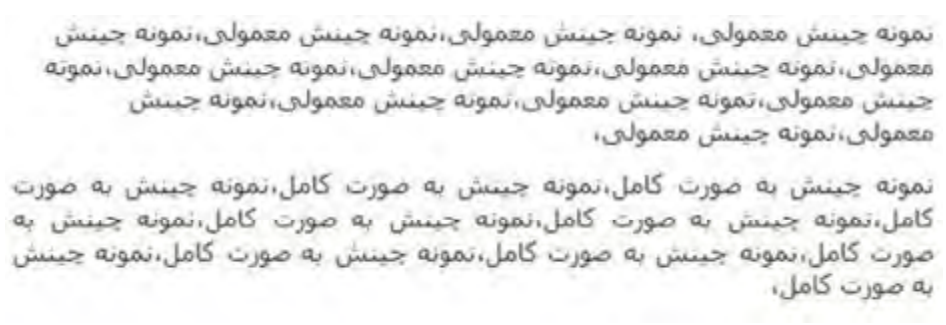 نمونه چینش معمولی، نمونه چینش معمولی،نمونه چینش معمولی،نمونه چینش
معمولی،نمونه چینش معمولی،نمونه چینش معمولی،نمونه چینش معمولی،نمونه
چینش معمولی،نمونه چینش معمولی،نمونه چینش معمولی،نمونه چینش
معمولی،نمونه چینش معمولی،
نمونه چینش به صورت کامل،نمونه چینش به صورت کامل،نمونه چینش به صورت
کامل،نمونه چینش به صورت کامل،نمونه چینش به صورت کامل،نمونه چینش به
صورت کامل،نمونه چینش به صورت کامل،نمونه چینش به صورت کامل،نمونه چینش
به صورت کامل،